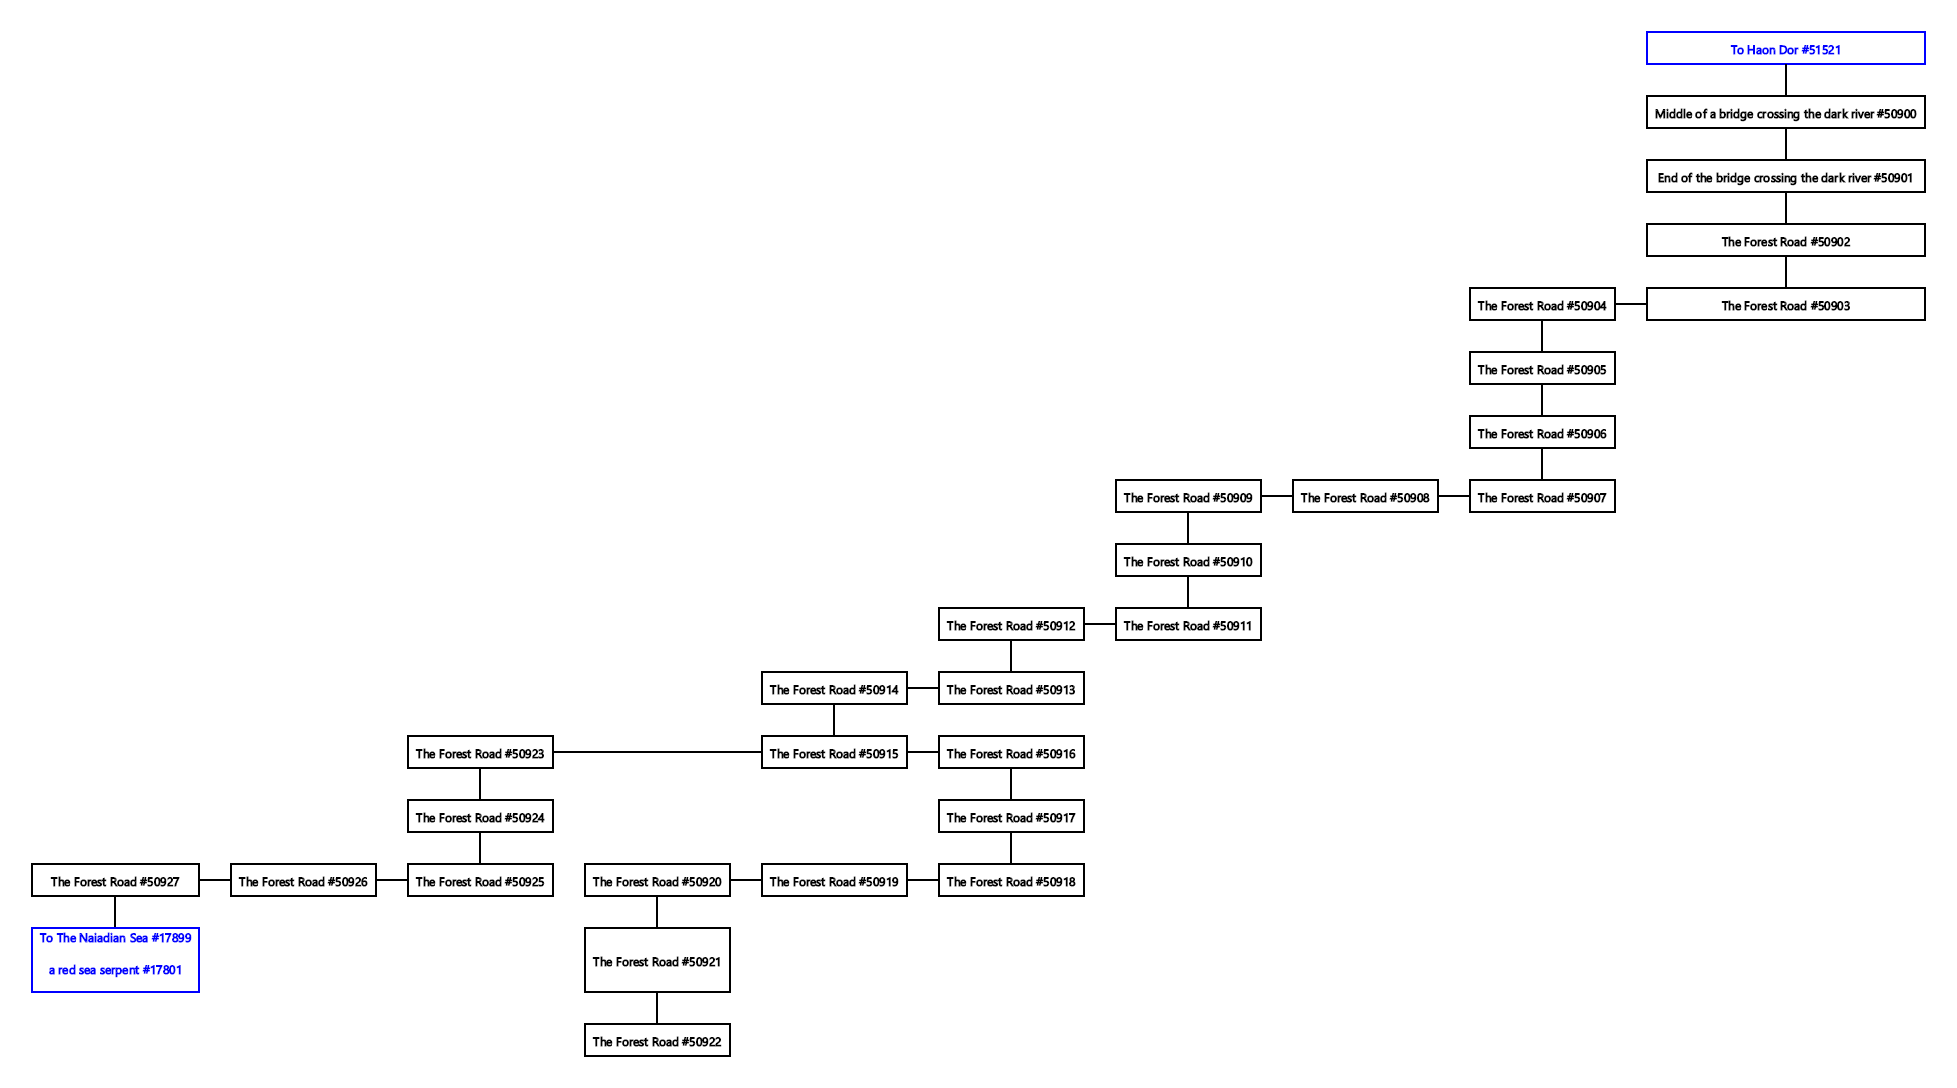 To Haon Dor #51521
Middle of a bridge crossing the dark river #50900
End of the bridge crossing the dark river #50901
The Forest Road #50902
The Forest Road #50904
The Forest Road #50903
The Forest Road #50905
The Forest Road #50906
The Forest Road #50909
The Forest Road #50908
The Forest Road #50907
The Forest Road #50910
The Forest Road #50912
The Forest Road #50911
The Forest Road #50914
The Forest Road #50913
The Forest Road #50923
The Forest Road #50915
The Forest Road #50916
The Forest Road #50924
The Forest Road #50917
The Forest Road #50927
The Forest Road #50926
The Forest Road #50925
The Forest Road #50920
The Forest Road #50919
The Forest Road #50918
To The Naiadian Sea #17899
a red sea serpent #17801
The Forest Road #50921
The Forest Road #50922